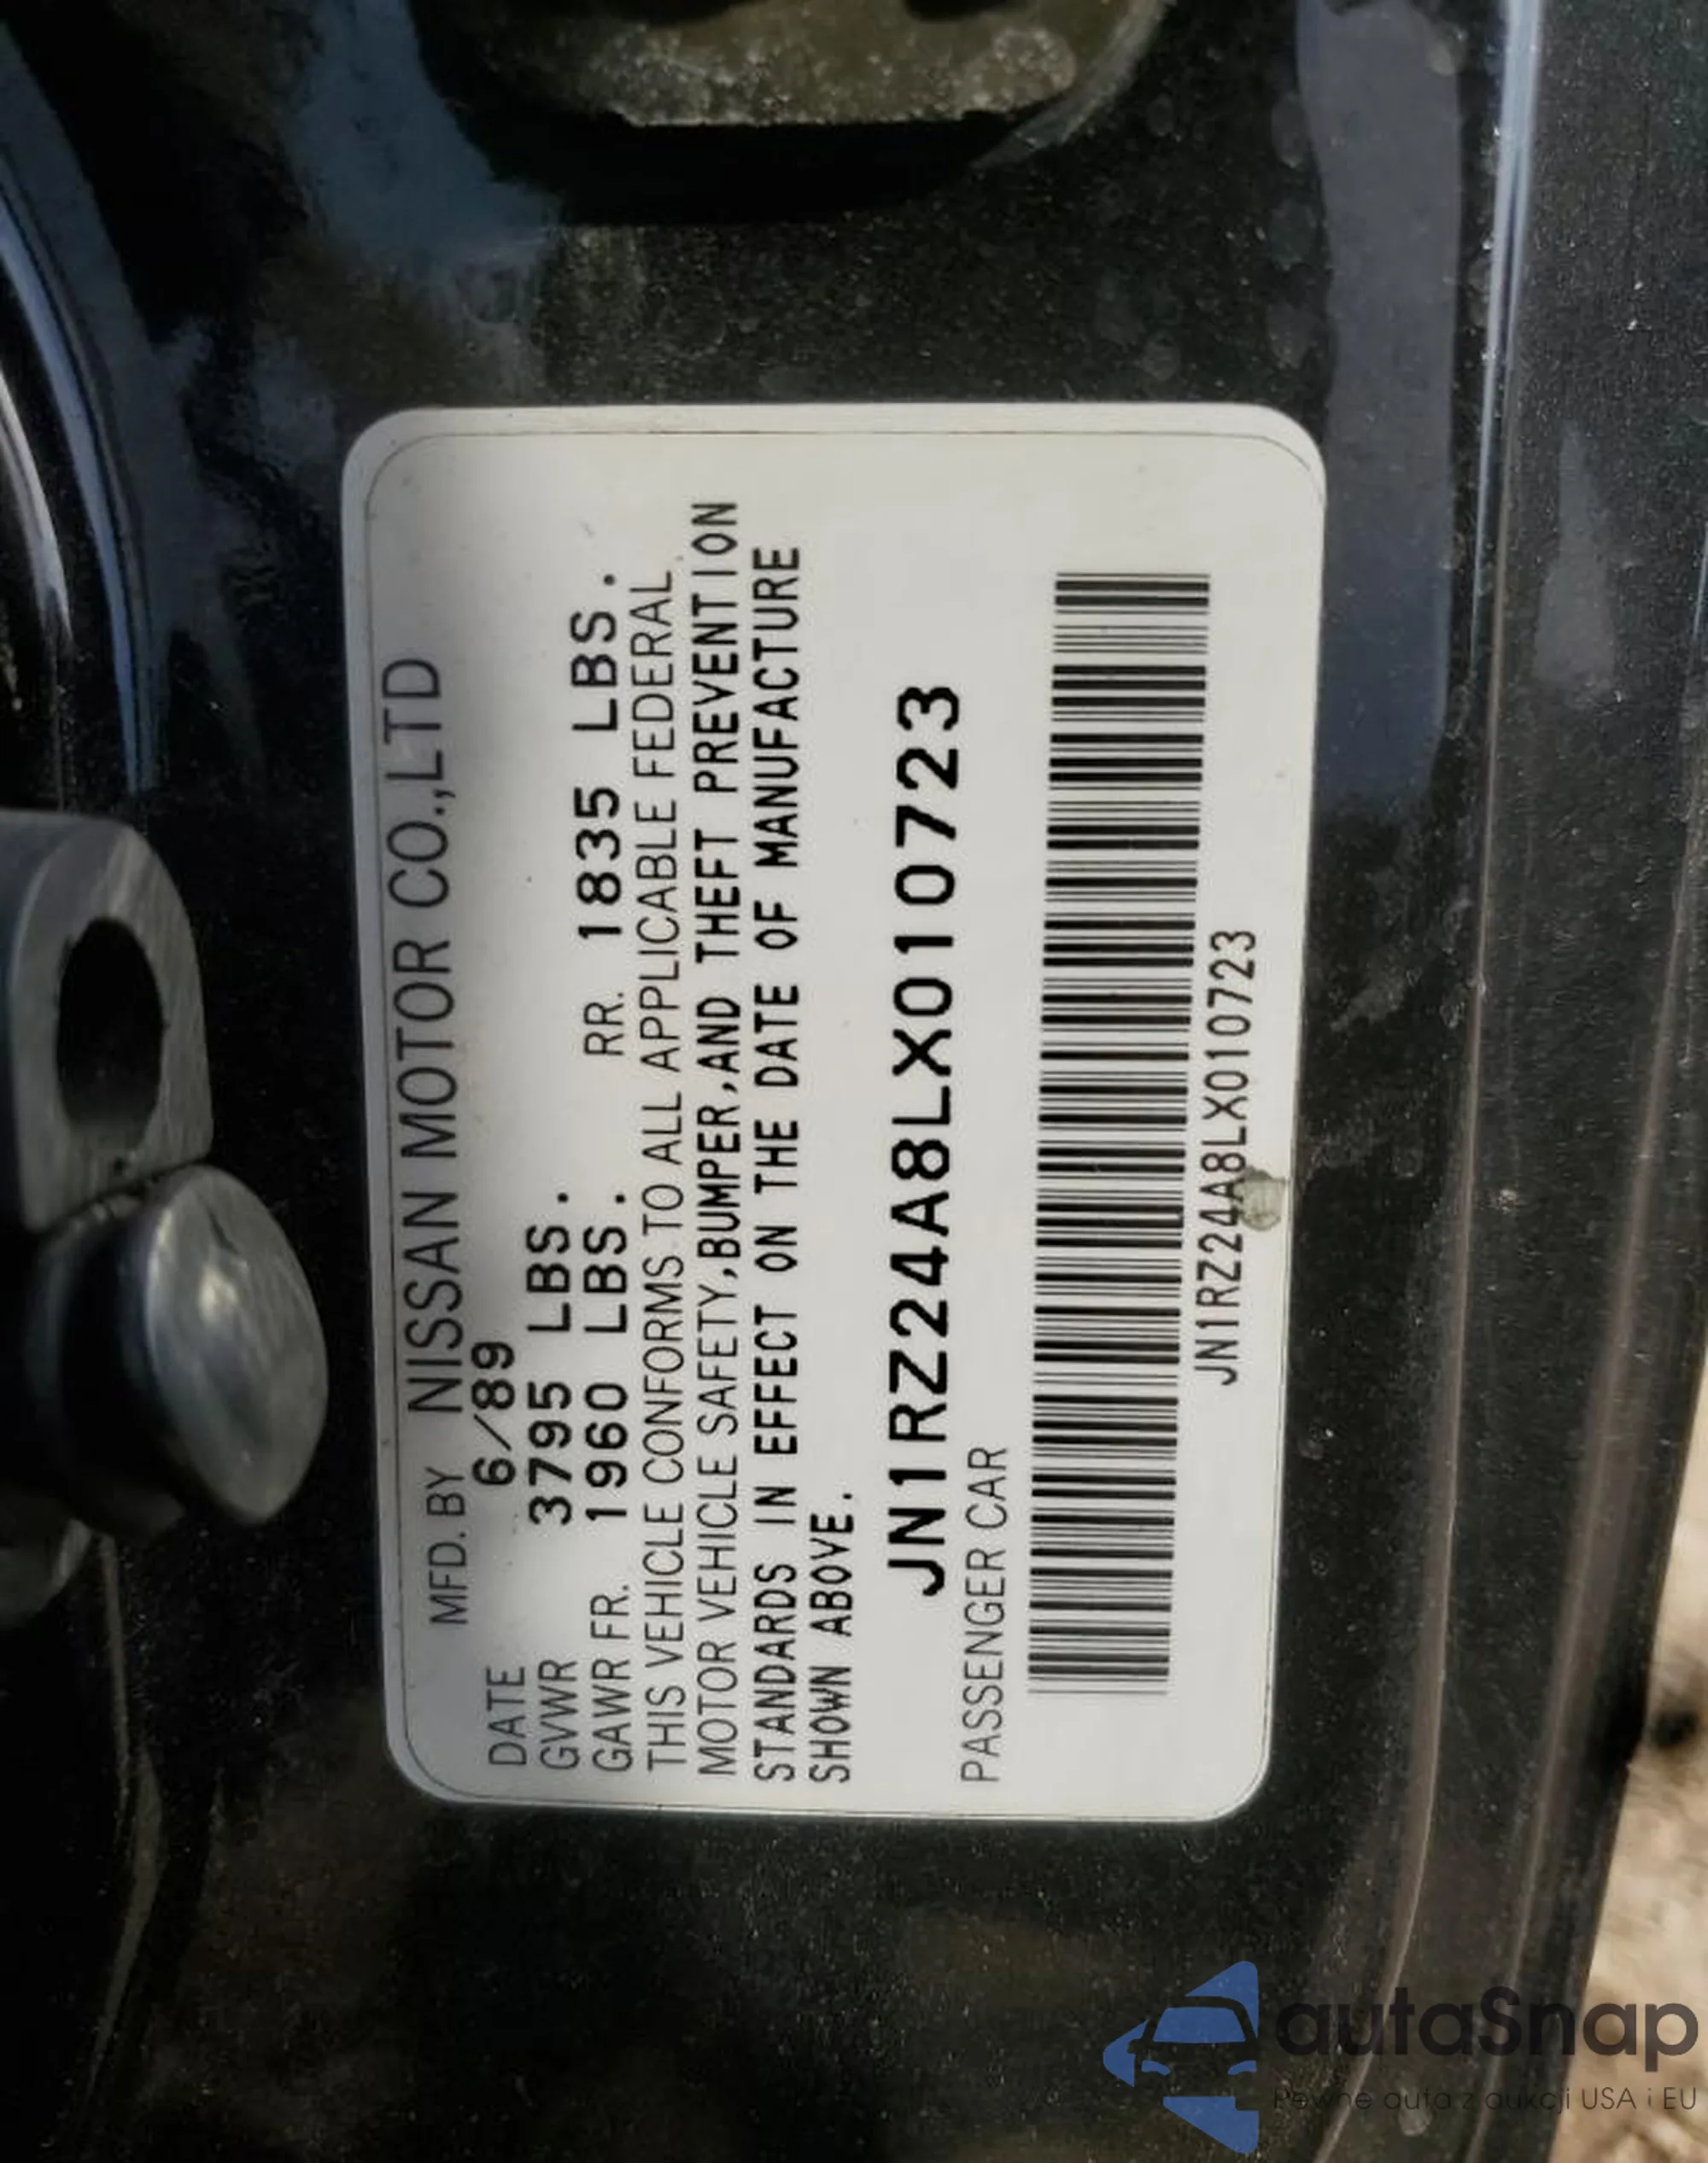 MFD. BY NISSAN MOTOR CO.,LTD
DATE 6/89
GVWR 3795 LBS.
GAWR FR. 1960 LBS. RR. 1835 LBS.
THIS VEHICLE CONFORMS TO ALL APPLICABLE FEDERAL
MOTOR VEHICLE SAFETY,BUMPER,AND THEFT PREVENTION
STANDARDS IN EFFECT ON THE DATE OF MANUFACTURE
SHOWN ABOVE.
JN1RZ24A8LX010723
PASSENGER CAR
JN1RZ24A8LX010723
autaSnap
Pewne auta z aukcji USA i EU